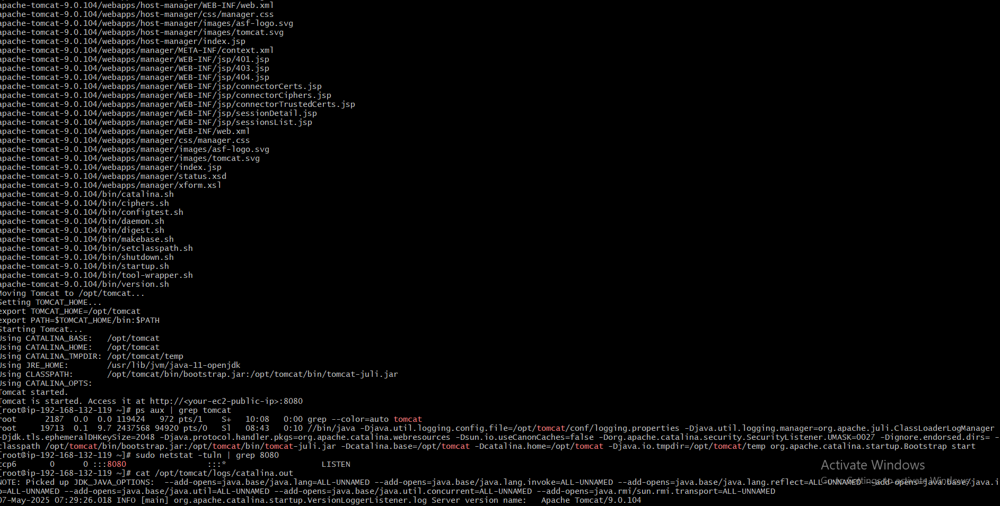 apache-tomcat-9.0.104/webapps/host-manager/WEB-INF/web.xml
apache-tomcat-9.0.104/webapps/host-manager/css/manager.css
apache-tomcat-9.0.104/webapps/host-manager/images/asf-logo.svg
apache-tomcat-9.0.104/webapps/host-manager/images/tomcat.svg
apache-tomcat-9.0.104/webapps/host-manager/index.jsp
apache-tomcat-9.0.104/webapps/manager/META-INF/context.xml
apache-tomcat-9.0.104/webapps/manager/WEB-INF/jsp/401.jsp
apache-tomcat-9.0.104/webapps/manager/WEB-INF/jsp/403.jsp
apache-tomcat-9.0.104/webapps/manager/WEB-INF/jsp/404.jsp
apache-tomcat-9.0.104/webapps/manager/WEB-INF/jsp/connectorCerts.jsp
apache-tomcat-9.0.104/webapps/manager/WEB-INF/jsp/connectorCiphers.jsp
apache-tomcat-9.0.104/webapps/manager/WEB-INF/jsp/connectorTrustedCerts.jsp
apache-tomcat-9.0.104/webapps/manager/WEB-INF/jsp/sessionDetail.jsp
apache-tomcat-9.0.104/webapps/manager/WEB-INF/jsp/sessionsList.jsp
apache-tomcat-9.0.104/webapps/manager/WEB-INF/web.xml
apache-tomcat-9.0.104/webapps/manager/css/manager.css
apache-tomcat-9.0.104/webapps/manager/images/asf-logo.svg
apache-tomcat-9.0.104/webapps/manager/images/tomcat.svg
apache-tomcat-9.0.104/webapps/manager/index.jsp
apache-tomcat-9.0.104/webapps/manager/status.xsd
apache-tomcat-9.0.104/webapps/manager/xform.xsl
apache-tomcat-9.0.104/bin/catalina.sh
apache-tomcat-9.0.104/bin/ciphers.sh
apache-tomcat-9.0.104/bin/configtest.sh
apache-tomcat-9.0.104/bin/daemon.sh
apache-tomcat-9.0.104/bin/digest.sh
apache-tomcat-9.0.104/bin/makebase.sh
apache-tomcat-9.0.104/bin/setclasspath.sh
apache-tomcat-9.0.104/bin/shutdown.sh
apache-tomcat-9.0.104/bin/startup.sh
apache-tomcat-9.0.104/bin/tool-wrapper.sh
apache-tomcat-9.0.104/bin/version.sh
Moving Tomcat to /opt/tomcat...
Setting TOMCAT_HOME...
export TOMCAT_HOME=/opt/tomcat
export PATH=$TOMCAT_HOME/bin:$PATH
Starting Tomcat...
Using CATALINA_BASE:   /opt/tomcat
Using CATALINA_HOME:   /opt/tomcat
Using CATALINA_TMPDIR: /opt/tomcat/temp
Using JRE_HOME:        /usr/lib/jvm/java-11-openjdk
Using CLASSPATH:       /opt/tomcat/bin/bootstrap.jar:/opt/tomcat/bin/tomcat-juli.jar
Using CATALINA_OPTS:
Tomcat started.
Tomcat is started. Access it at http://<your-ec2-public-ip>:8080
[root@ip-192-168-132-119 ~]# ps aux | grep tomcat
root      2187  0.0  0.0 119424   972 pts/1    S+   10:08   0:00 grep --color=auto tomcat
root     19713  0.1  9.7 2437568 94920 pts/0   Sl   08:43   0:10 //bin/java -Djava.util.logging.config.file=/opt/tomcat/conf/logging.properties -Djava.util.logging.manager=org.apache.juli.ClassLoaderLogManager
-Djdk.tls.ephemeralDHKeySize=2048 -Djava.protocol.handler.pkgs=org.apache.catalina.webresources -Dsun.io.useCanonCaches=false -Dorg.apache.catalina.security.SecurityListener.UMASK=0027 -Dignore.endorsed.dirs= -
classpath /opt/tomcat/bin/bootstrap.jar:/opt/tomcat/bin/tomcat-juli.jar -Dcatalina.base=/opt/tomcat -Dcatalina.home=/opt/tomcat -Djava.io.tmpdir=/opt/tomcat/temp org.apache.catalina.startup.Bootstrap start
[root@ip-192-168-132-119 ~]# sudo netstat -tuln | grep 8080
tcp6       0      0 :::8080                 :::*                    LISTEN
[root@ip-192-168-132-119 ~]# cat /opt/tomcat/logs/catalina.out
NOTE: Picked up JDK_JAVA_OPTIONS:  --add-opens=java.base/java.lang=ALL-UNNAMED --add-opens=java.base/java.lang.invoke=ALL-UNNAMED --add-opens=java.base/java.lang.reflect=ALL-UNNAMED --add-opens=java.base/java.i
o=ALL-UNNAMED --add-opens=java.base/java.util=ALL-UNNAMED --add-opens=java.base/java.util.concurrent=ALL-UNNAMED --add-opens=java.rmi/sun.rmi.transport=ALL-UNNAMED
07-May-2025 07:29:26.018 INFO [main] org.apache.catalina.startup.VersionLoggerListener.log Server version name:   Apache Tomcat/9.0.104
Activate Windows
Go to Settings to activate Windows.